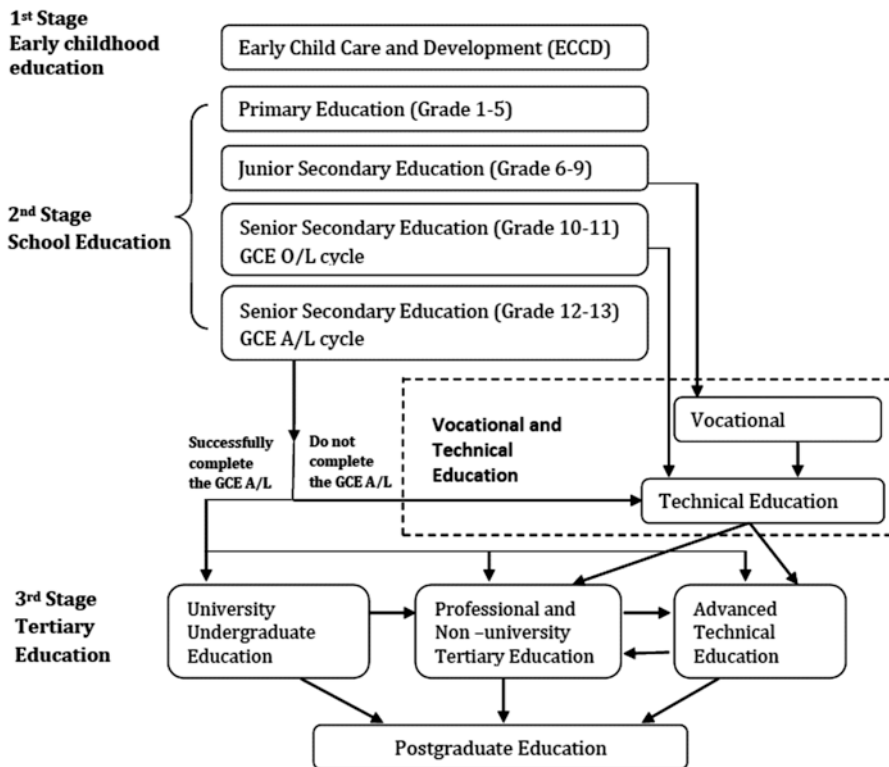 1st Stage
Early childhood
education
Early Child Care and Development (ECCD)
Primary Education (Grade 1-5)
Junior Secondary Education (Grade 6-9)
2nd Stage
School Education
Senior Secondary Education (Grade 10-11)
GCE O/L cycle
Senior Secondary Education (Grade 12-13)
GCE A/L cycle
Successfully
complete
the GCE A/L
Do not
complete
the GCE A/L
Vocational and
Technical
Education
Vocational
Technical Education
3rd Stage
Tertiary
Education
University
Undergraduate
Education
Professional and
Non –university
Tertiary Education
Advanced
Technical
Education
Postgraduate Education